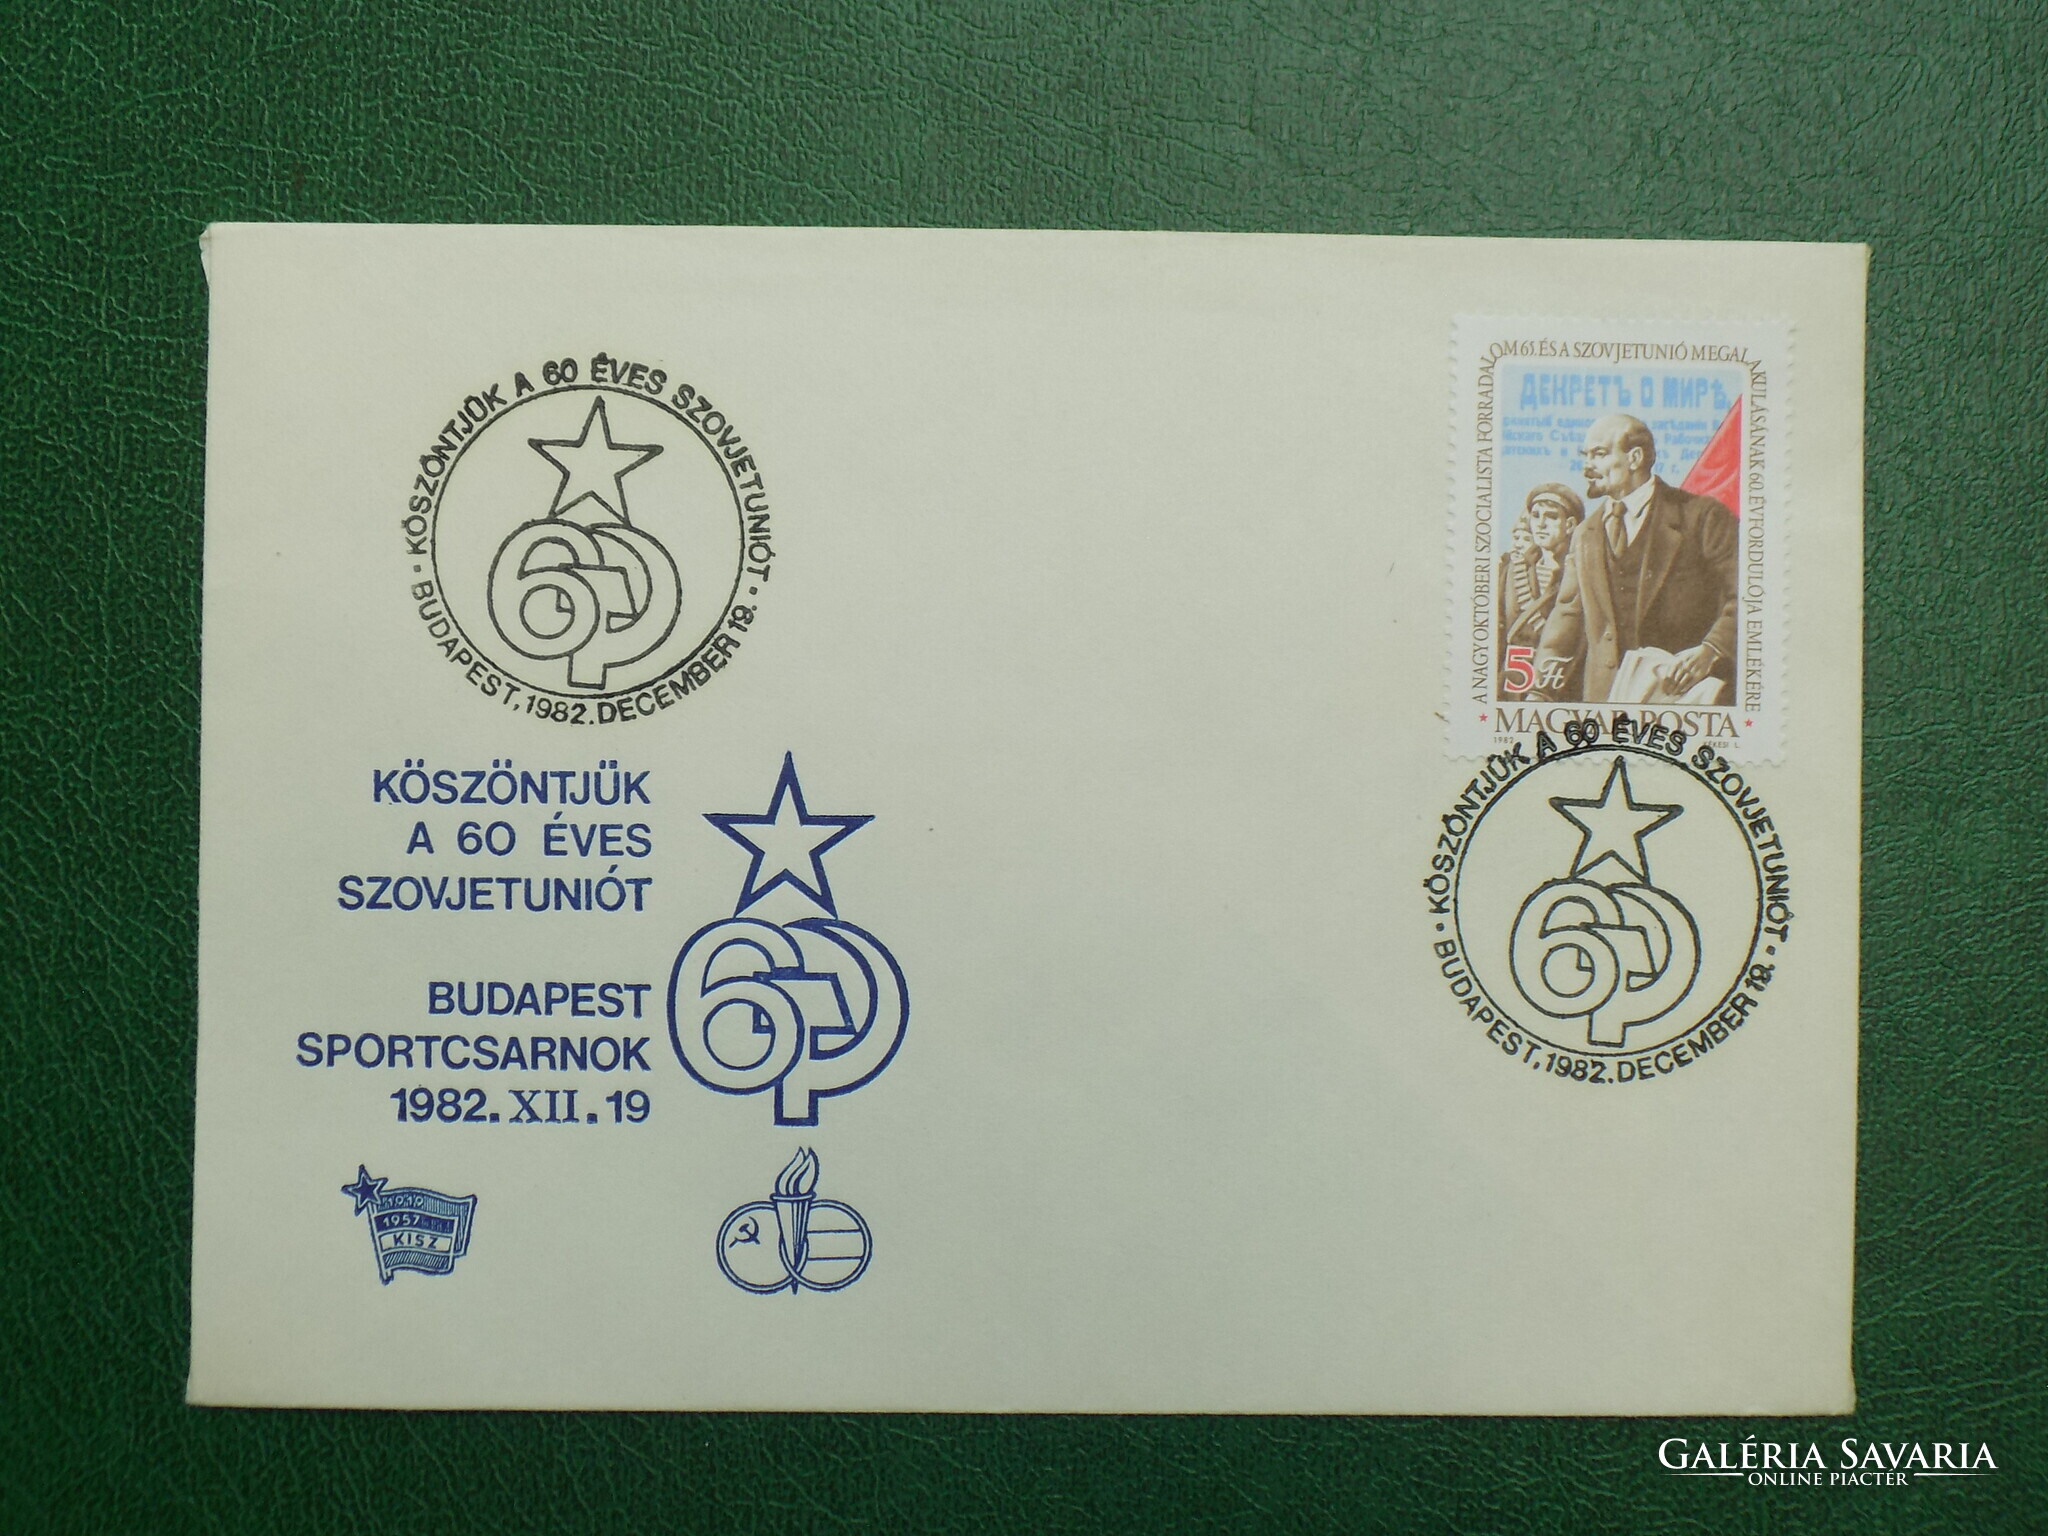 · KÖSZÖNTJÜK A 60 ÉVES SZOVJETUNIÓT ·
BUDAPEST, 1982. DECEMBER 19.
KÖSZÖNTJÜK
A 60 ÉVES
SZOVJETUNIÓT
BUDAPEST
SPORTCSARNOK
1982. XII. 19
1919
1957
KISZ
A NAGY OKTÓBERI SZOCIALISTA FORRADALOM 65. ÉS A SZOVJETUNIÓ MEGALAKULÁSÁNAK 60. ÉVFORDULÓJA EMLÉKÉRE
ДЕКРЕТЪ О МИРѢ
5 Ft
MAGYAR POSTA
1982
· KÖSZÖNTJÜK A 60 ÉVES SZOVJETUNIÓT ·
BUDAPEST, 1982. DECEMBER 19.
GALÉRIA SAVARIA
ONLINE PIACTÉR